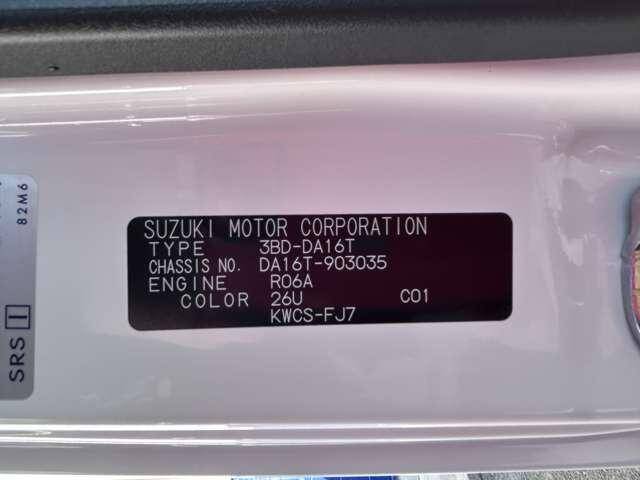 SUZUKI MOTOR CORPORATION
TYPE 3BD-DA16T
CHASSIS NO. DA16T-903035
ENGINE R06A
COLOR 26U C01
KWCS-FJ7
82M6
SRS I